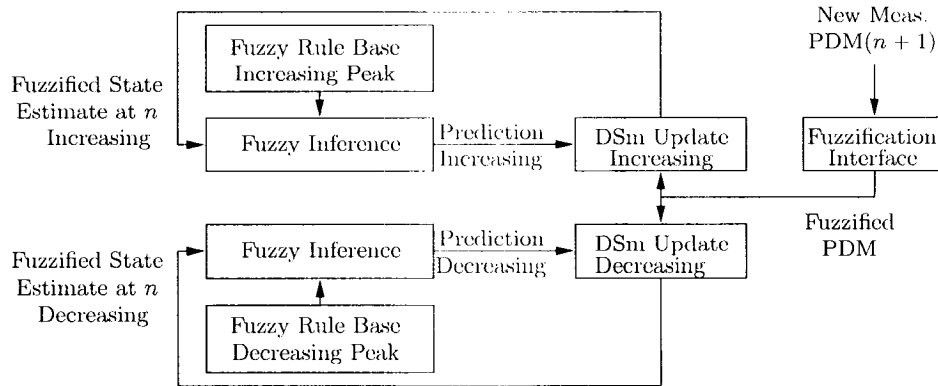 New Meas.
PDM(n + 1)
Fuzzy Rule Base
Increasing Peak
Fuzzified State
Estimate at n
Increasing
Fuzzy Inference
Prediction
Increasing
DSm Update
Increasing
Fuzzification
Interface
Fuzzified
PDM
Fuzzified State
Estimate at n
Decreasing
Fuzzy Inference
Prediction
Decreasing
DSm Update
Decreasing
Fuzzy Rule Base
Decreasing Peak